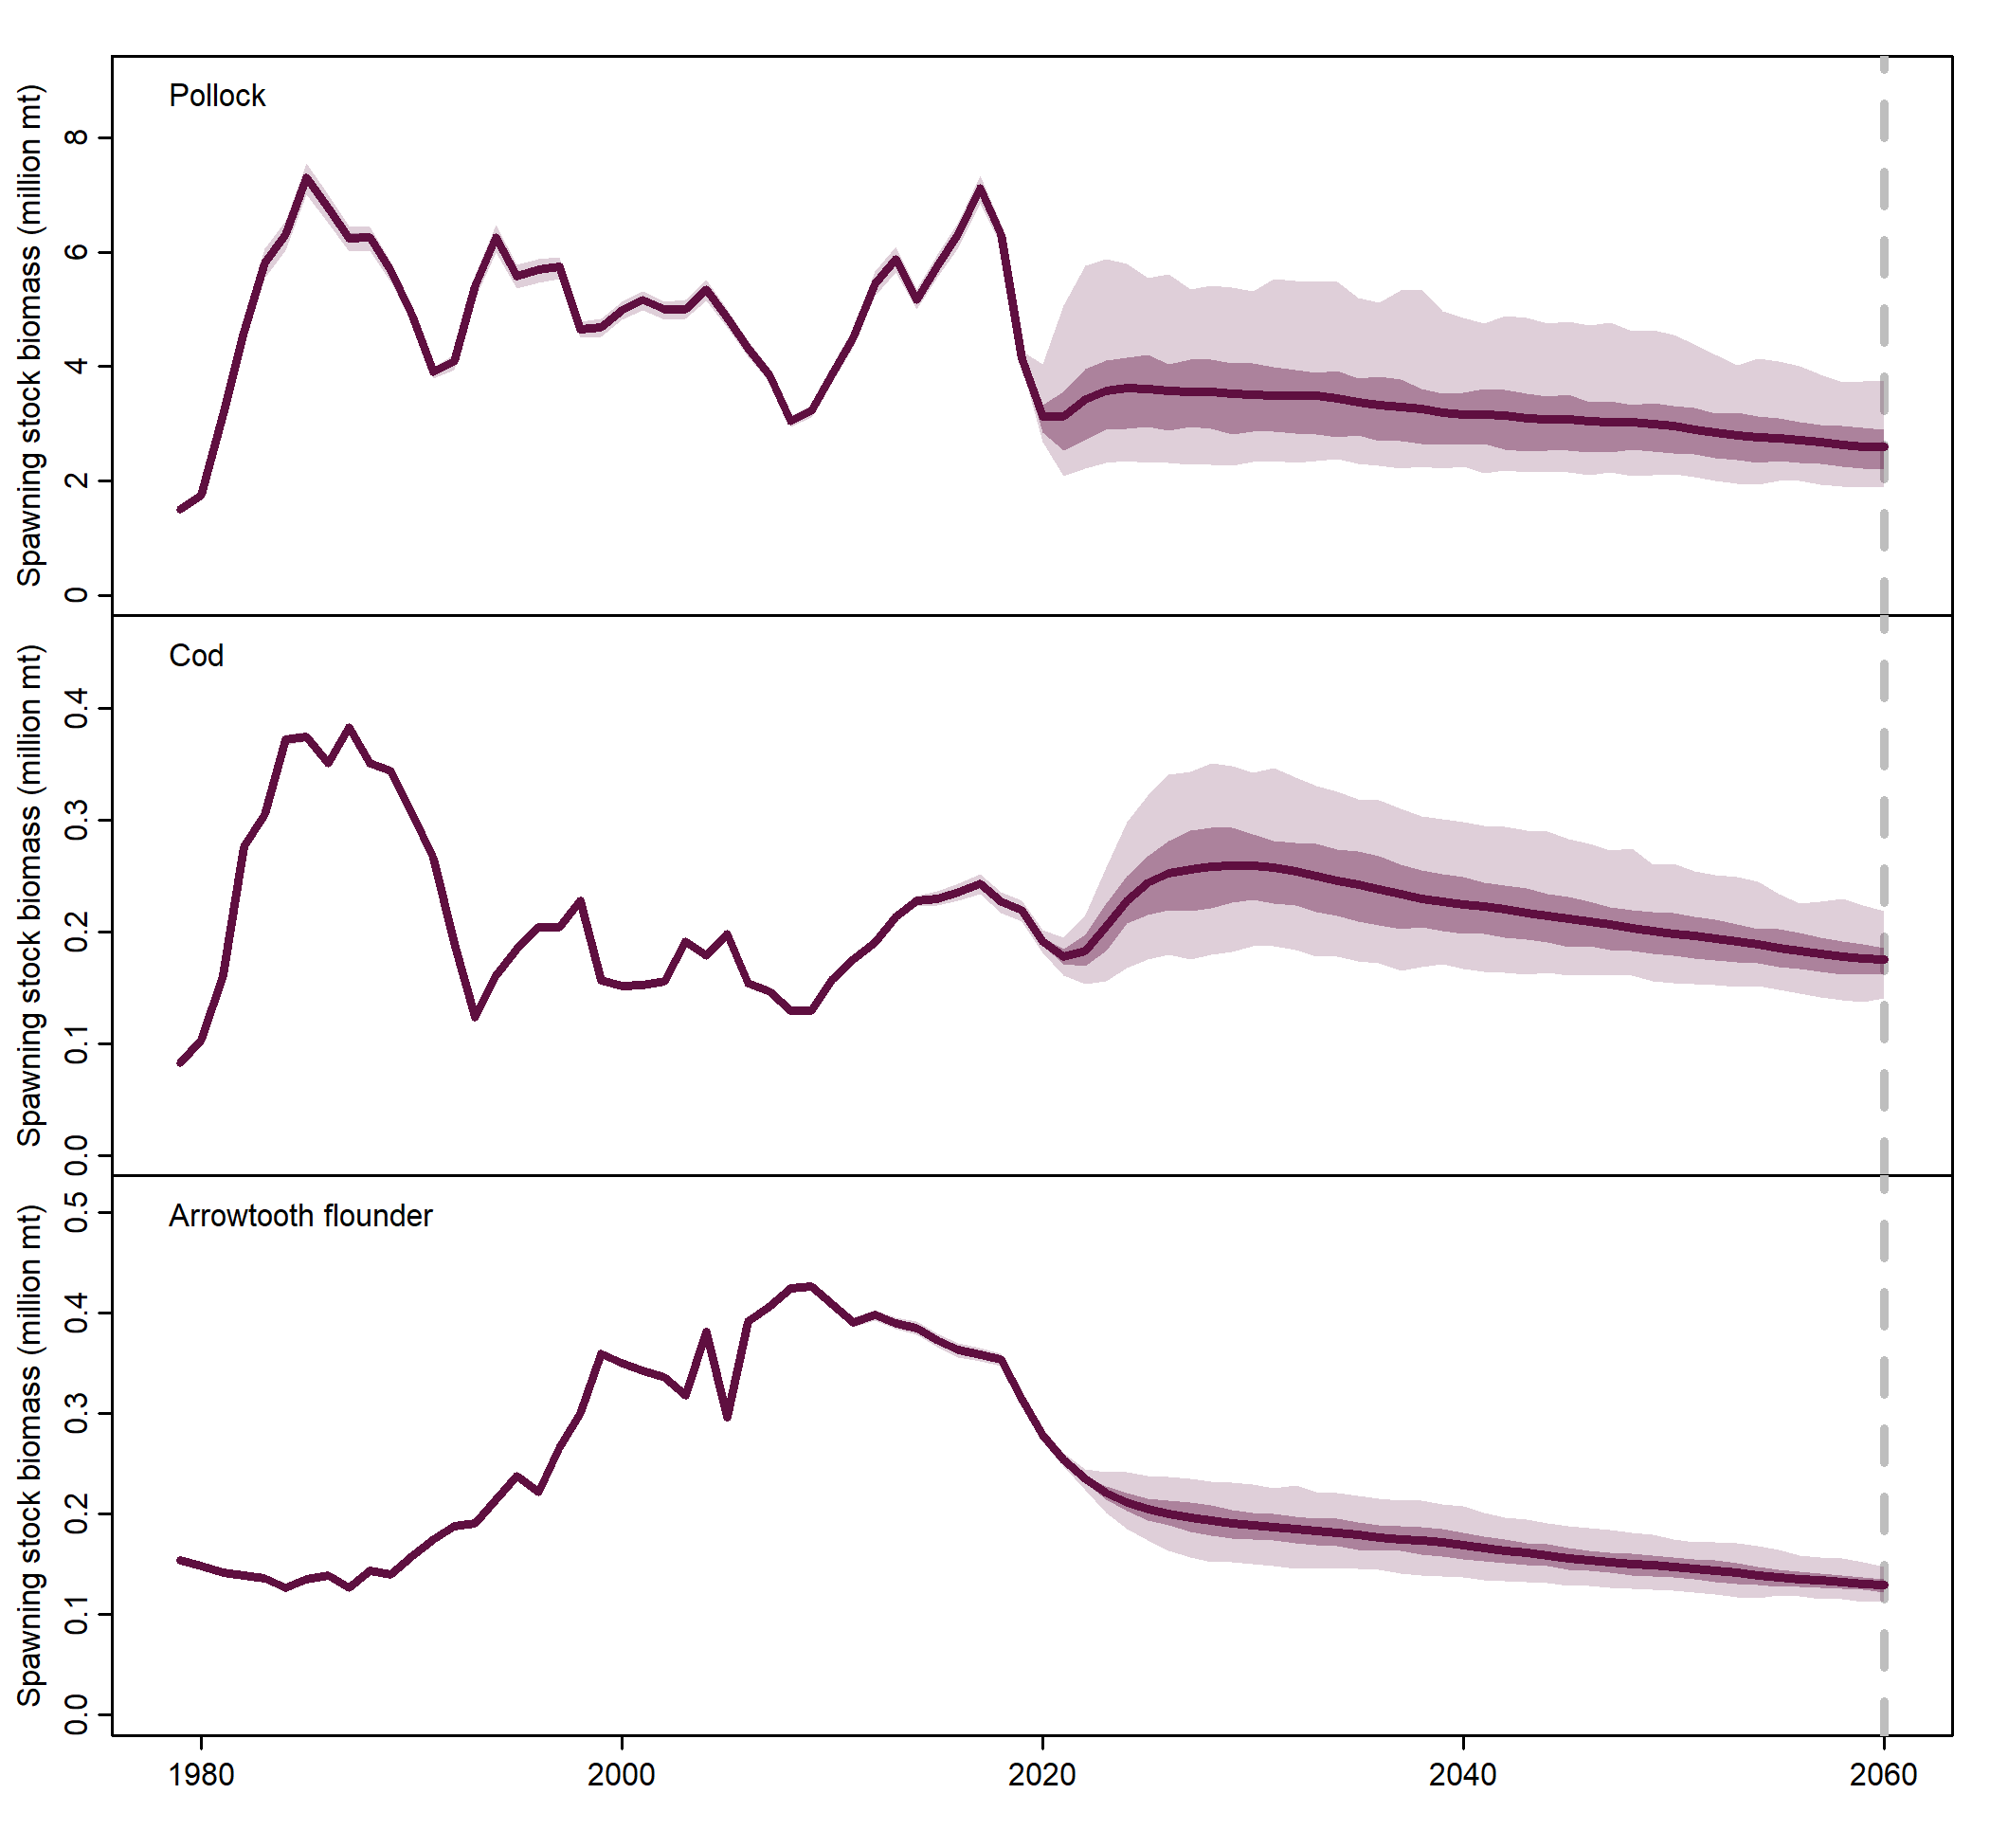 Pollock
Spawning stock biomass (million mt)
8
6
4
2
0
Cod
Spawning stock biomass (million mt)
0.4
0.3
0.2
0.1
0.0
Arrowtooth flounder
Spawning stock biomass (million mt)
0.5
0.4
0.3
0.2
0.1
0.0
1980 2000 2020 2040 2060